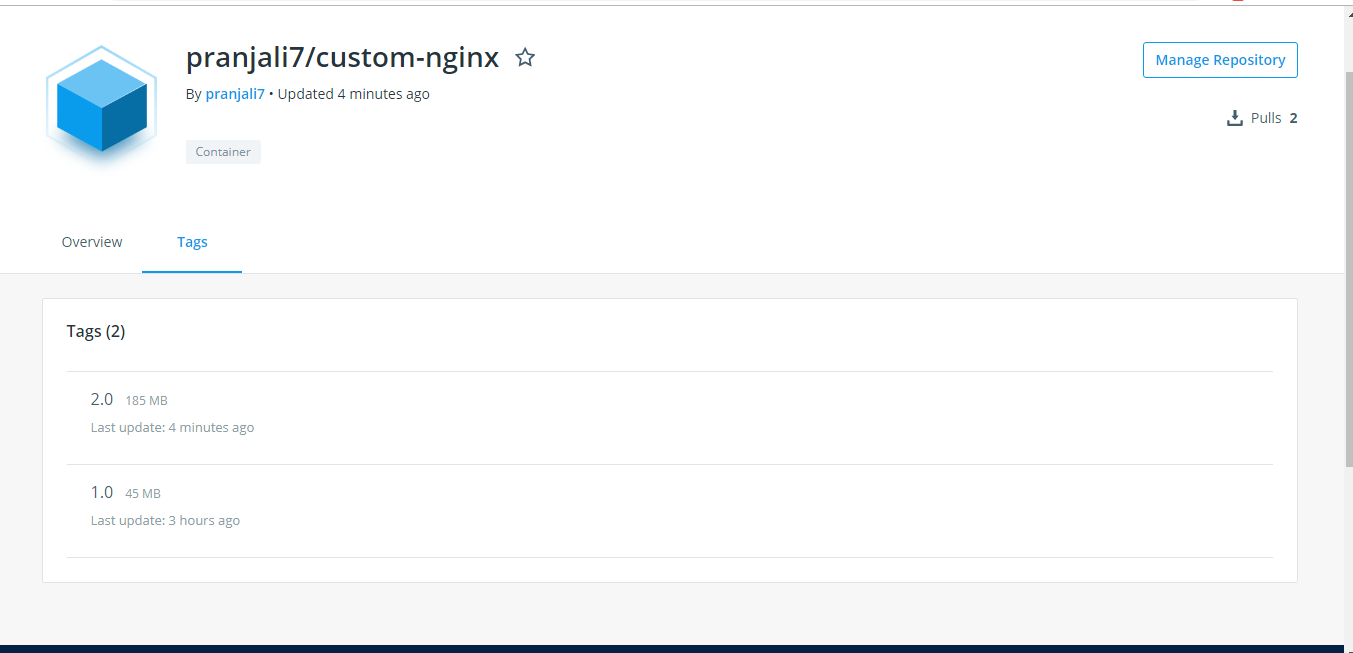 pranjali7/custom-nginx
Manage Repository
By pranjali7 • Updated 4 minutes ago
Pulls 2
Container
Overview
Tags
Tags (2)
2.0 185 MB
Last update: 4 minutes ago
1.0 45 MB
Last update: 3 hours ago